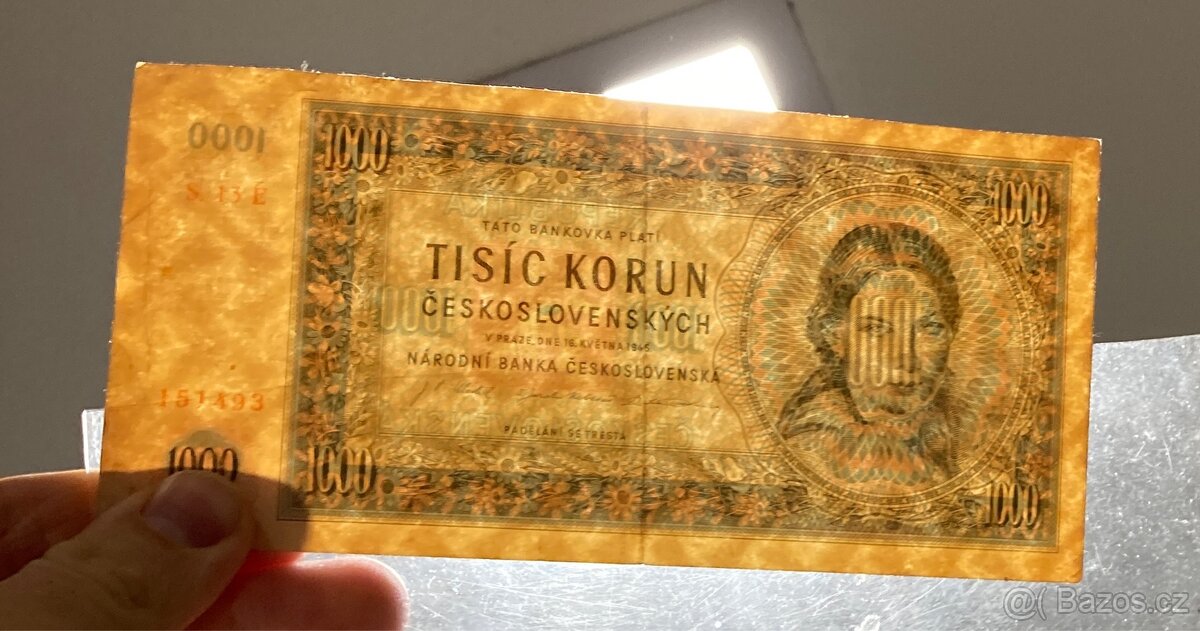 1000
1000
1000
S. 13 E
TATO BANKOVKA PLATÍ
TISÍC KORUN
ČESKOSLOVENSKÝCH
V PRAZE, DNE 16. KVĚTNA 1945
NÁRODNÍ BANKA ČESKOSLOVENSKÁ
151493
PADĚLÁNÍ SE TRESTÁ
1000
1000
1000
@( Bazos.cz